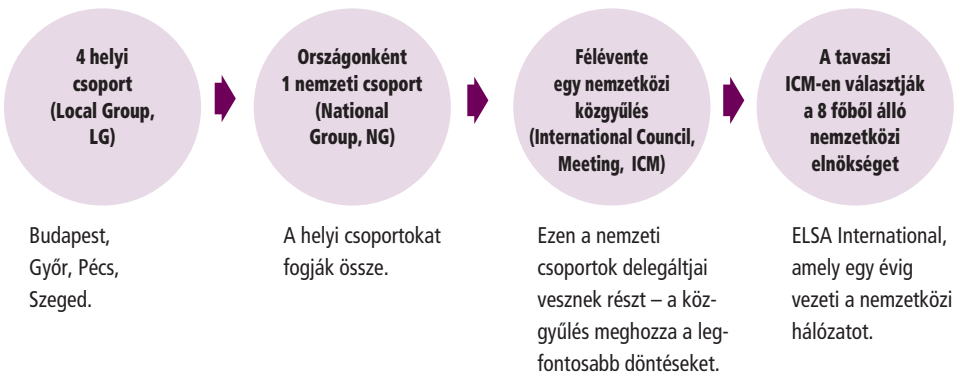 4 helyi
csoport
(Local Group,
LG)
Budapest,
Győr, Pécs,
Szeged.
Országonként
1 nemzeti csoport
(National
Group, NG)
A helyi csoportokat
fogják össze.
Félévente
egy nemzetközi
közgyűlés
(International Council,
Meeting, ICM)
Ezen a nemzeti
csoportok delegáltjai
vesznek részt – a köz-
gyűlés meghozza a leg-
fontosabb döntéseket.
A tavaszi
ICM-en választják
a 8 főből álló
nemzetközi
elnökséget
ELSA International,
amely egy évig
vezeti a nemzetközi
hálózatot.